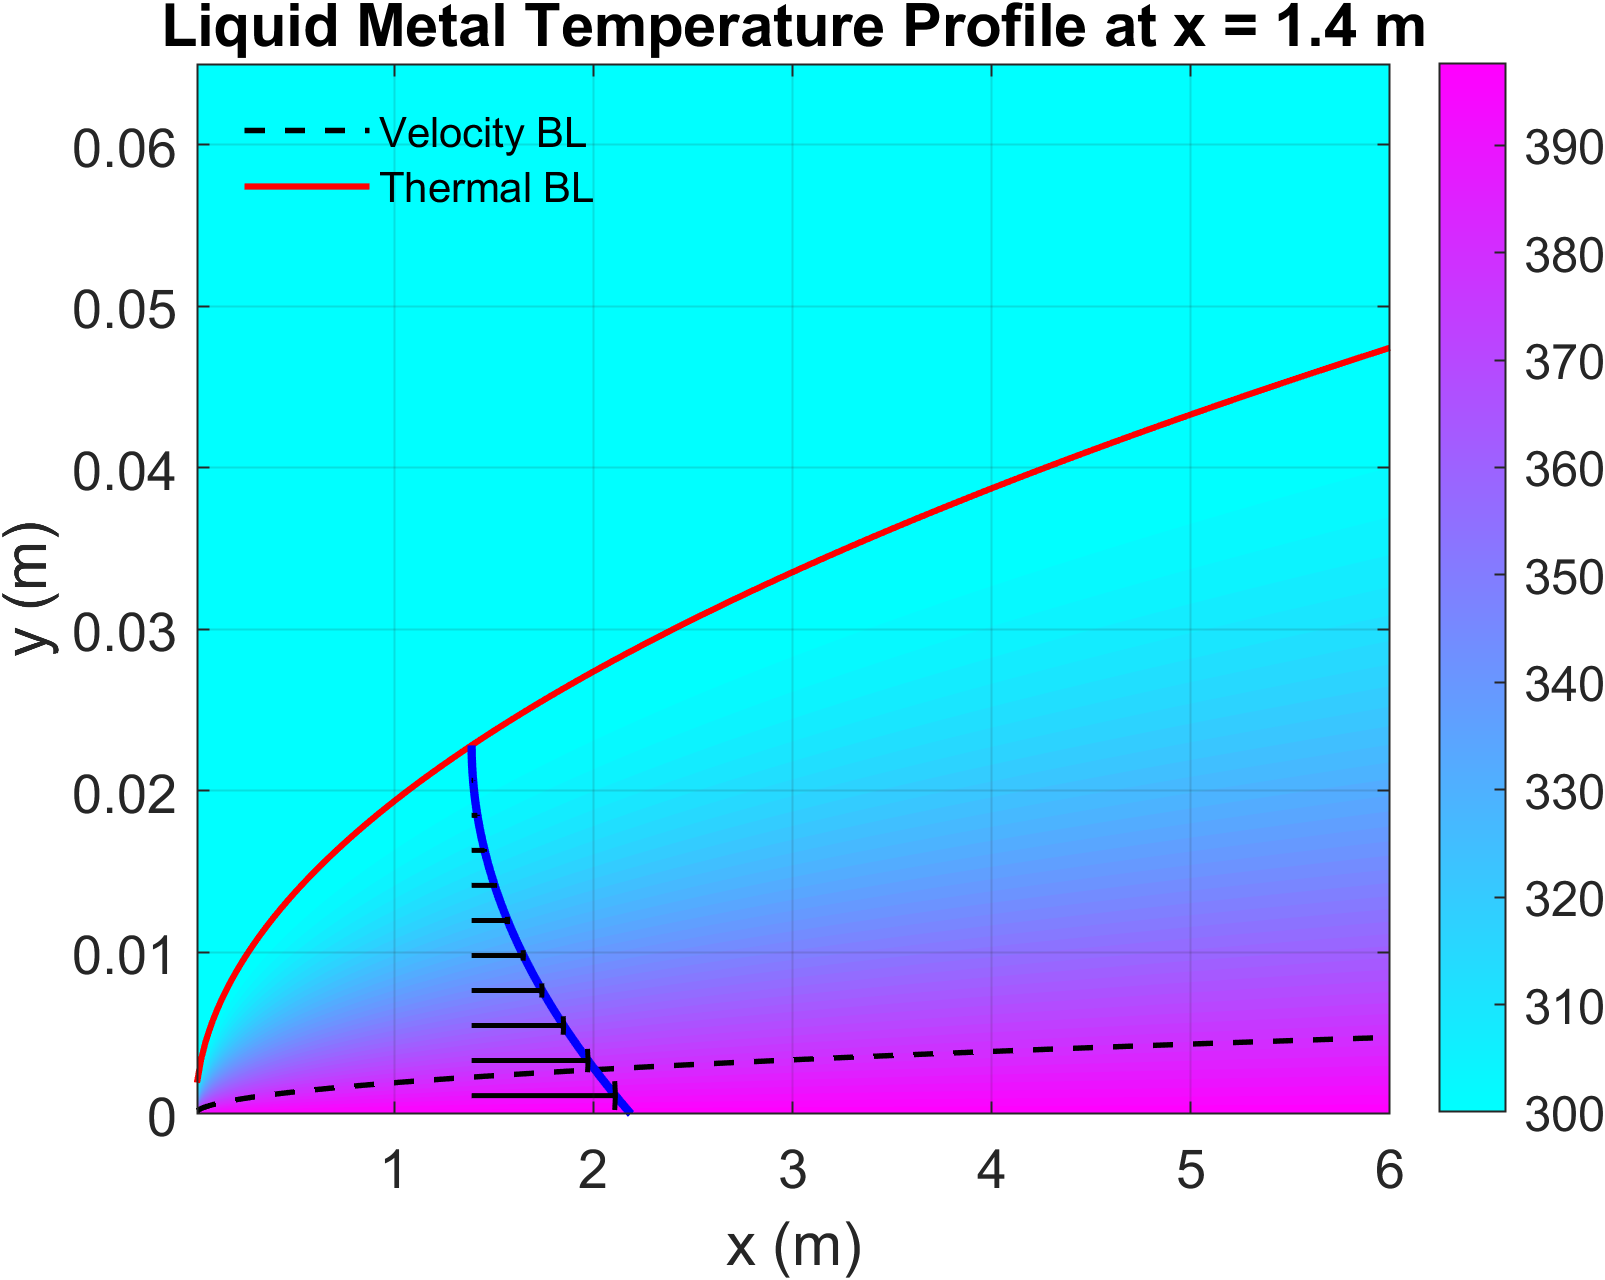 Liquid Metal Temperature Profile at x = 1.4 m
Velocity BL
Thermal BL
0.06
0.05
0.04
0.03
0.02
0.01
0
y (m)
1 2 3 4 5 6
x (m)
390
380
370
360
350
340
330
320
310
300